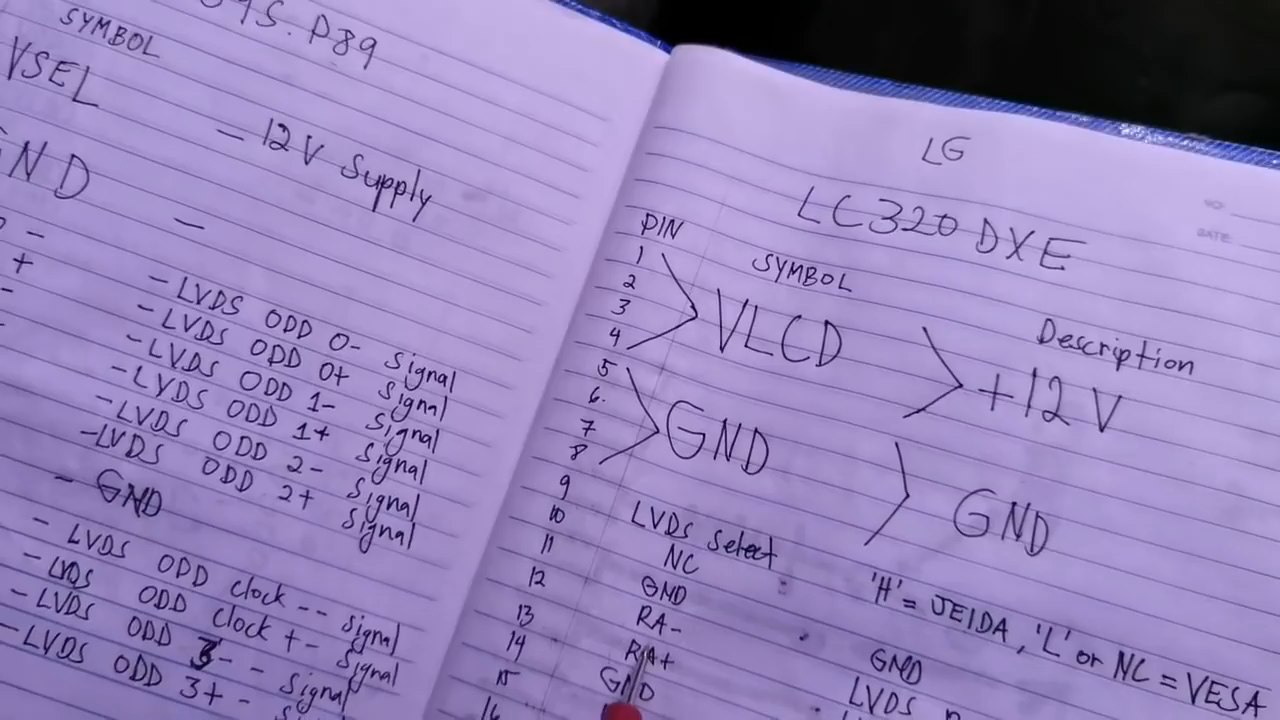 SYMBOL
VSEL
- 12V Supply
-
-
+
-
- LVDS ODD 0- Signal
- LVDS ODD 0+ Signal
- LVDS ODD 1- Signal
- LVDS ODD 1+ Signal
- LVDS ODD 2- Signal
- LVDS ODD 2+ Signal
- GND
- LVDS ODD clock -- Signal
- LVDS ODD clock +- Signal
- LVDS ODD 3- - Signal
- LVDS ODD 3+ -
LG
LC320DXE
PIN SYMBOL Description
1
2
3
4
VLCD +12V
5
6.
7
8
GND GND
9 LVDS Select 'H'= JEIDA, 'L' or NC = VESA
10 NC
11 GND GND
12 RA- LVDS
13 RA+
14 GND
15
16
NO.
DATE